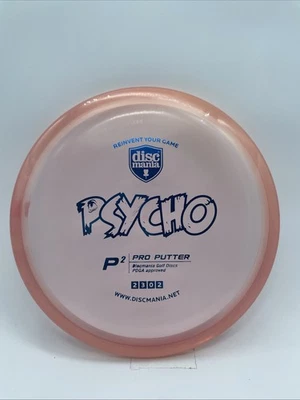 REINVENT YOUR GAME
disc
mania
PSYCHO
P2 PRO PUTTER
Discmania Golf Discs
PDGA approved
2 3 0 2
WWW.DISCMANIA.NET